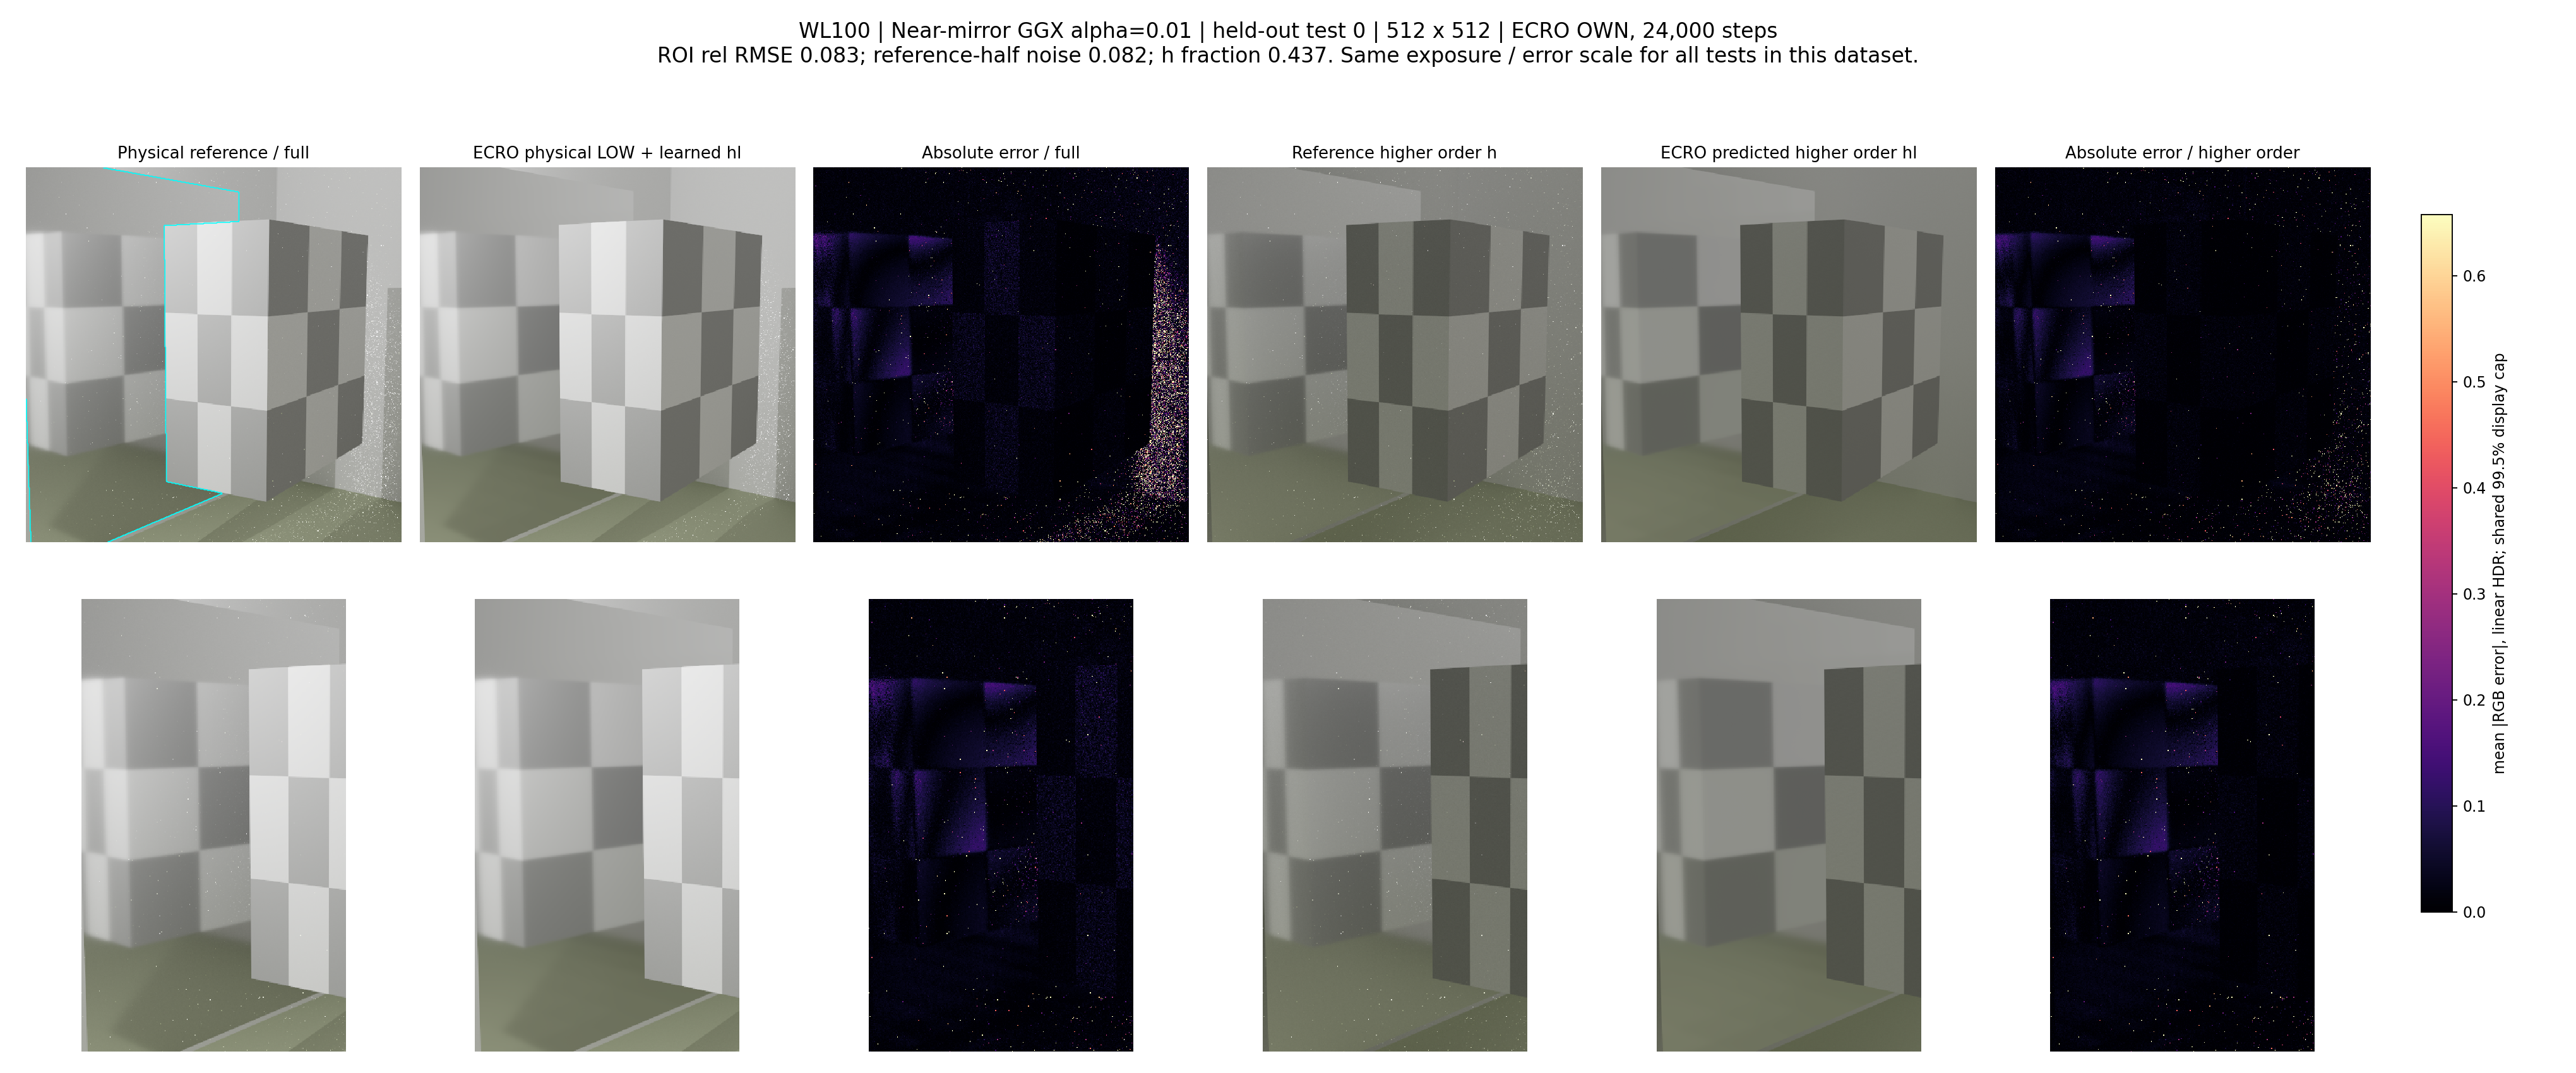 WL100 | Near-mirror GGX alpha=0.01 | held-out test 0 | 512 x 512 | ECRO OWN, 24,000 steps
ROI rel RMSE 0.083; reference-half noise 0.082; h fraction 0.437. Same exposure / error scale for all tests in this dataset.
Physical reference / full
ECRO physical LOW + learned hl
Absolute error / full
Reference higher order h
ECRO predicted higher order hl
Absolute error / higher order
0.6
0.5
0.4
0.3
0.2
0.1
0.0
mean |RGB error|, linear HDR; shared 99.5% display cap